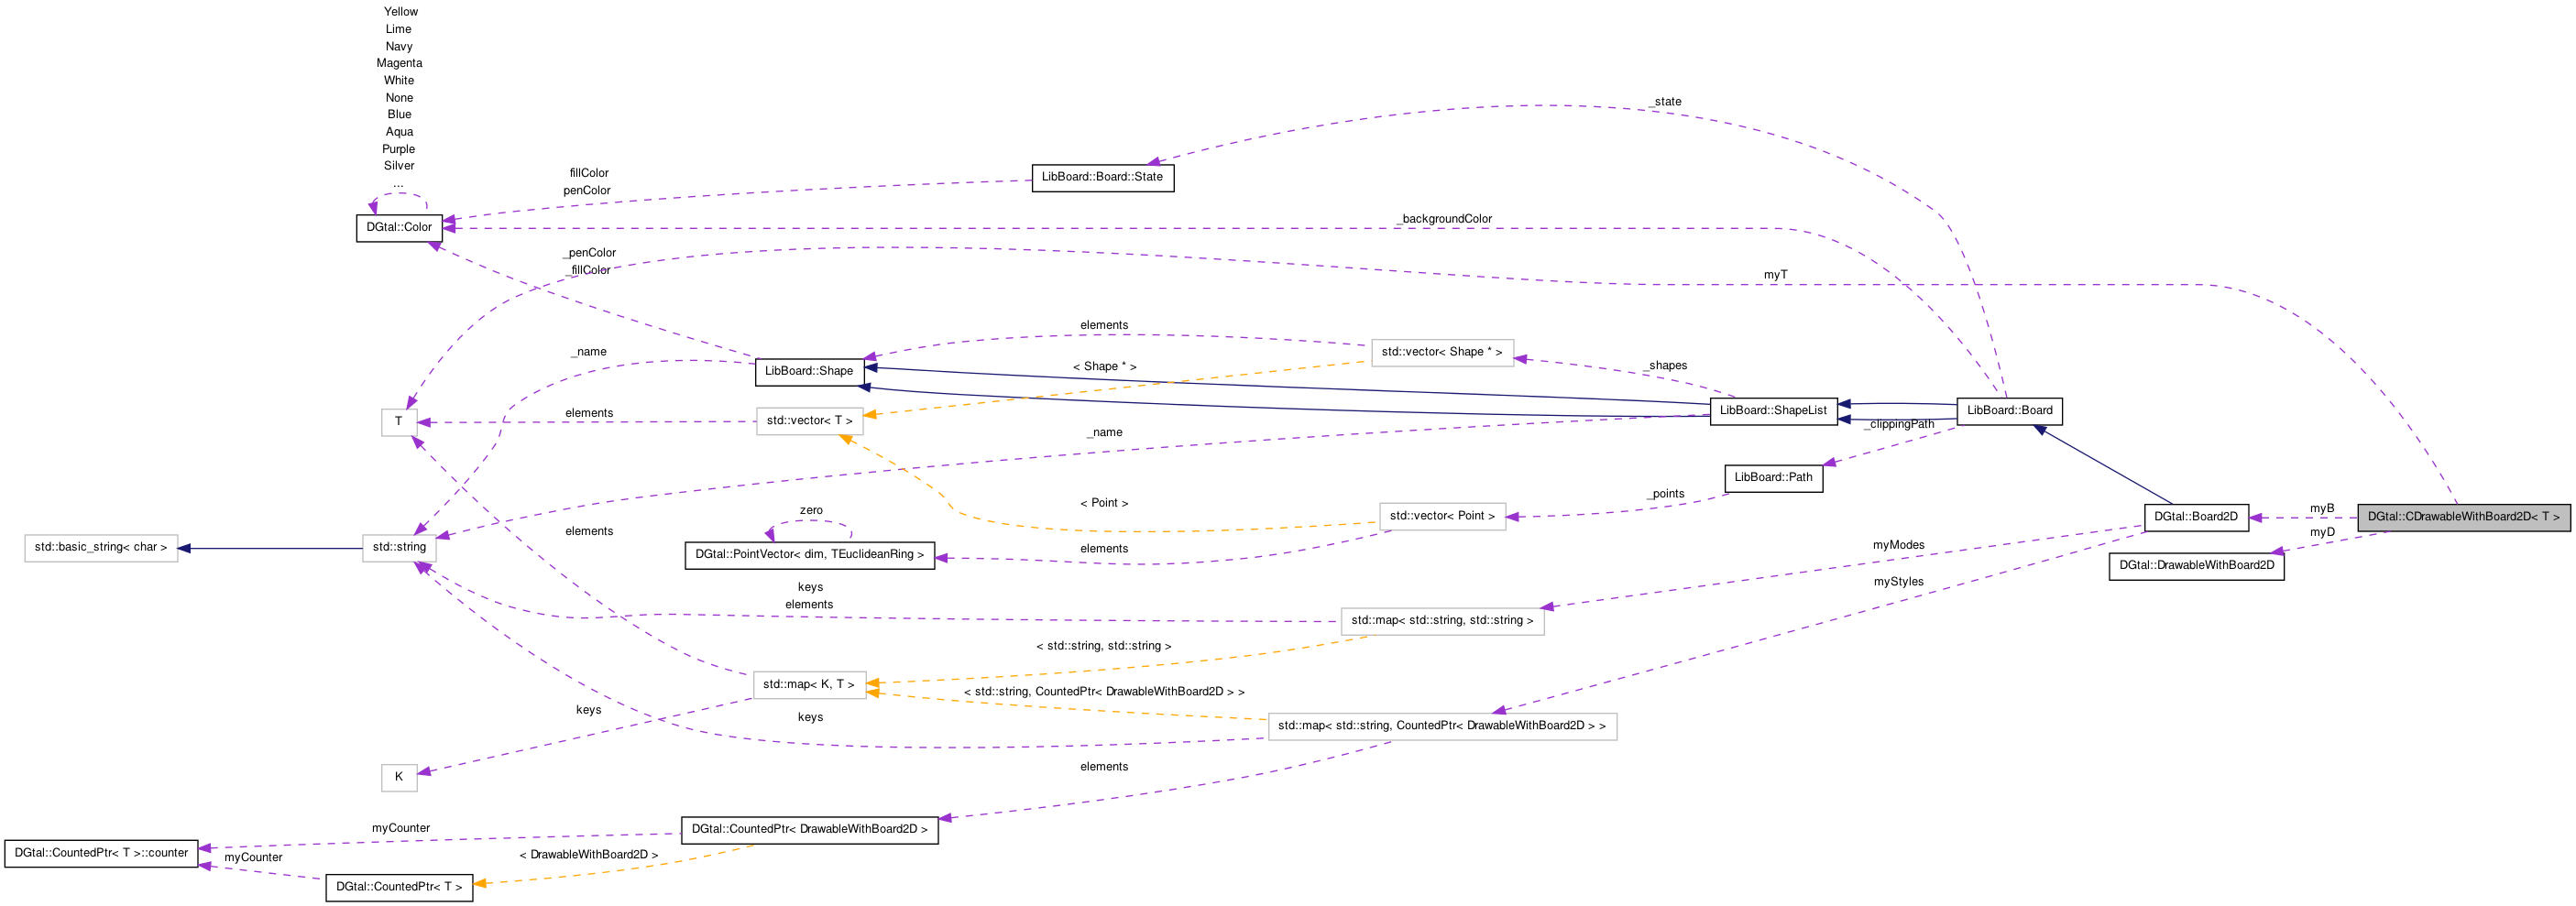 Yellow
Lime
Navy
Magenta
White
None
Blue
Aqua
Purple
Silver
...
_state
fillColor
penColor
LibBoard::Board::State
DGtal::Color
_backgroundColor
_penColor
_fillColor
myT
elements
_name
std::vector< Shape * >
LibBoard::Shape
< Shape * >
_shapes
T
elements
std::vector< T >
LibBoard::ShapeList
LibBoard::Board
_name
_clippingPath
LibBoard::Path
_points
< Point >
zero
std::vector< Point >
DGtal::Board2D
myB
DGtal::CDrawableWithBoard2D< T >
elements
myD
std::basic_string< char >
std::string
DGtal::PointVector< dim, TEuclideanRing >
elements
myModes
DGtal::DrawableWithBoard2D
keys
elements
myStyles
std::map< std::string, std::string >
< std::string, std::string >
std::map< K, T >
< std::string, CountedPtr< DrawableWithBoard2D > >
keys
keys
std::map< std::string, CountedPtr< DrawableWithBoard2D > >
K
elements
myCounter
DGtal::CountedPtr< DrawableWithBoard2D >
DGtal::CountedPtr< T >::counter
myCounter
< DrawableWithBoard2D >
DGtal::CountedPtr< T >